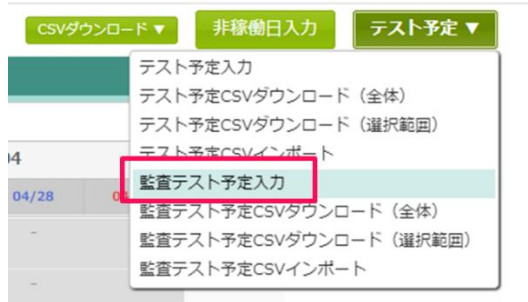 CSVダウンロード ▼ 非稼働日入力 テスト予定 ▼
テスト予定入力
テスト予定CSVダウンロード（全体）
テスト予定CSVダウンロード（選択範囲）
テスト予定CSVインポート
監査テスト予定入力
監査テスト予定CSVダウンロード（全体）
監査テスト予定CSVダウンロード（選択範囲）
監査テスト予定CSVインポート
04/28
-
-